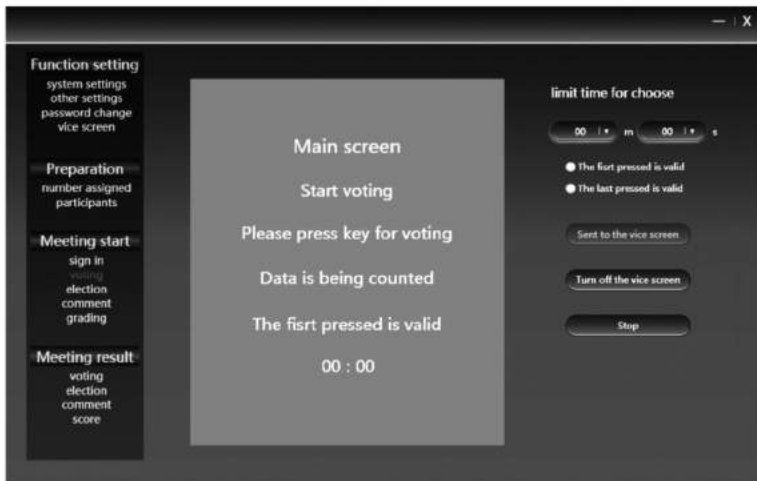 — X
Function setting
system settings
other settings
password change
vice screen
Preparation
number assigned
participants
Meeting start
sign in
voting
election
comment
grading
Meeting result
voting
election
comment
score
Main screen
Start voting
Please press key for voting
Data is being counted
The fisrt pressed is valid
00 : 00
limit time for choose
00 m 00 s
The fisrt pressed is valid
The last pressed is valid
Sent to the vice screen
Turn off the vice screen
Stop